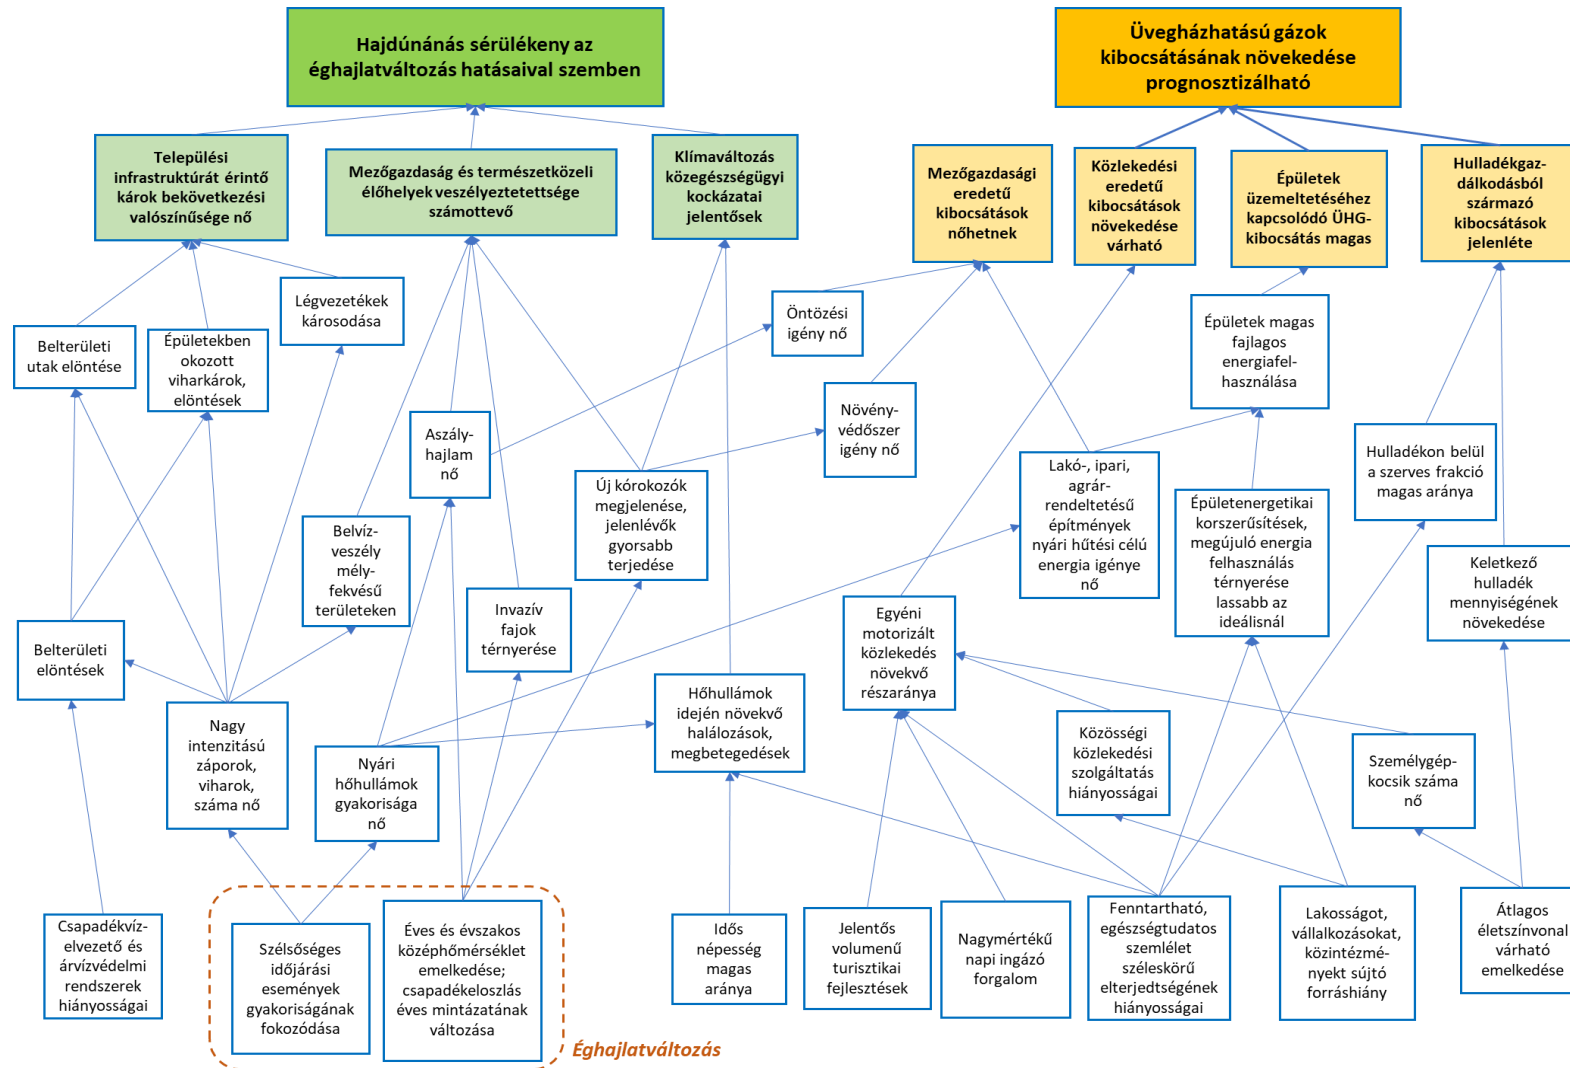 Hajdúnánás sérülékeny az
éghajlatváltozás hatásaival szemben
Üvegházhatású gázok
kibocsátásának növekedése
prognosztizálható
Települési
infrastruktúrát érintő
károk bekövetkezési
valószínűsége nő
Mezőgazdaság és természetközeli
élőhelyek veszélyeztetettsége
számottevő
Klímaváltozás
közegészségügyi
kockázatai
jelentősek
Mezőgazdasági
eredetű
kibocsátások
nőhetnek
Közlekedési
eredetű
kibocsátások
növekedése
várható
Épületek
üzemeltetéséhez
kapcsolódó ÜHG-
kibocsátás magas
Hulladékgaz-
dálkodásból
származó
kibocsátások
jelenléte
Belterületi
utak elöntése
Épületekben
okozott
viharkárok,
elöntések
Légvezetékek
károsodása
Öntözési
igény nő
Épületek magas
fajlagos
energiafel-
használása
Aszály-
hajlam
nő
Növény-
védőszer
igény nő
Hulladékon belül
a szerves frakció
magas aránya
Belvíz-
veszély
mély-
fekvésű
területeken
Új kórokozók
megjelenése,
jelenlévők
gyorsabb
terjedése
Lakó-, ipari,
agrár-
rendeltetésű
építmények
nyári hűtési célú
energia igénye
nő
Épületenergetikai
korszerűsítések,
megújuló energia
felhasználás
térnyerése
lassabb az
ideálisnál
Keletkező
hulladék
mennyiségének
növekedése
Belterületi
elöntések
Invazív
fajok
térnyerése
Egyéni
motorizált
közlekedés
növekvő
részaránya
Nagy
intenzitású
záporok,
viharok,
száma nő
Nyári
hőhullámok
gyakorisága
nő
Hőhullámok
idején növekvő
halálozások,
megbetegedések
Közösségi
közlekedési
szolgáltatás
hiányosságai
Személygép-
kocsik száma
nő
Csapadékvíz-
elvezető és
árvízvédelmi
rendszerek
hiányosságai
Szélsőséges
időjárási
események
gyakoriságának
fokozódása
Éves és évszakos
középhőmérséklet
emelkedése;
csapadékeloszlás
éves mintázatának
változása
Idős
népesség
magas
aránya
Jelentős
volumenű
turisztikai
fejlesztések
Nagymértékű
napi ingázó
forgalom
Fenntartható,
egészségtudatos
szemlélet
széleskörű
elterjedtségének
hiányosságai
Lakosságot,
vállalkozásokat,
közintézmé-
nyekt sújtó
forráshiány
Átlagos
életszínvonal
várható
emelkedése
Éghajlatváltozás